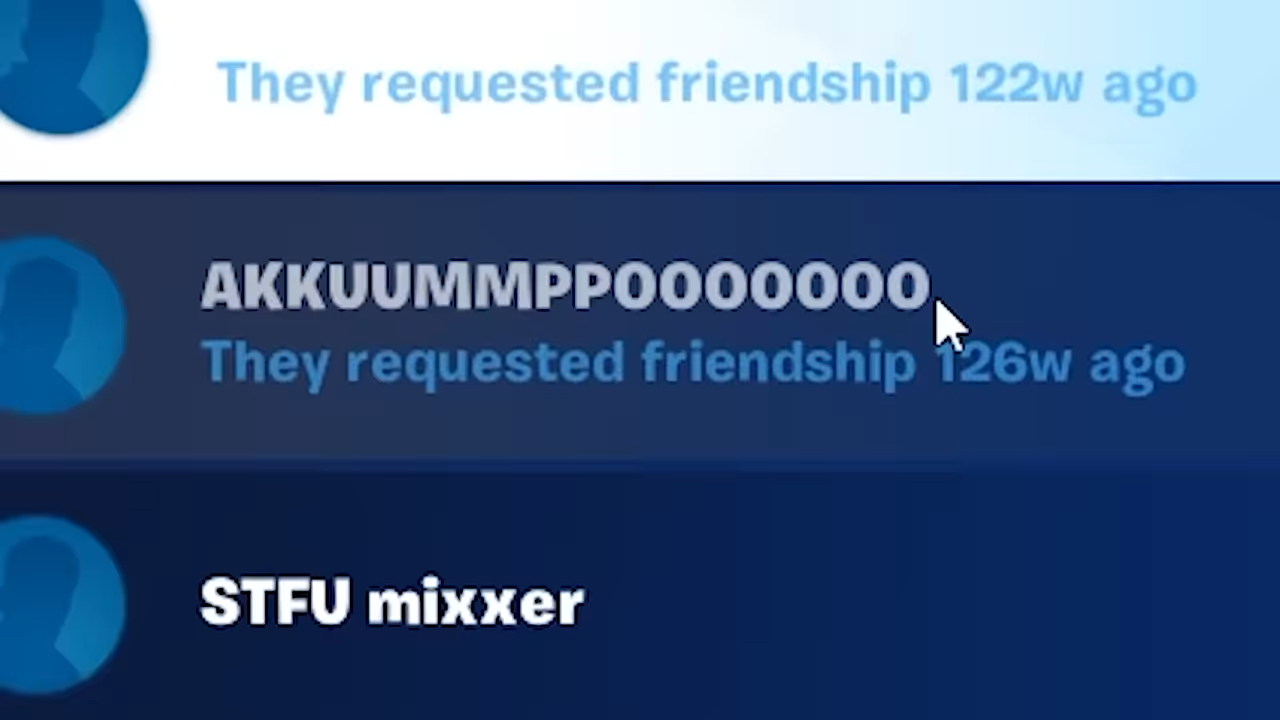 They requested friendship 122w ago
AKKUUMMPPOOOOOOO
They requested friendship 126w ago
STFU mixxer